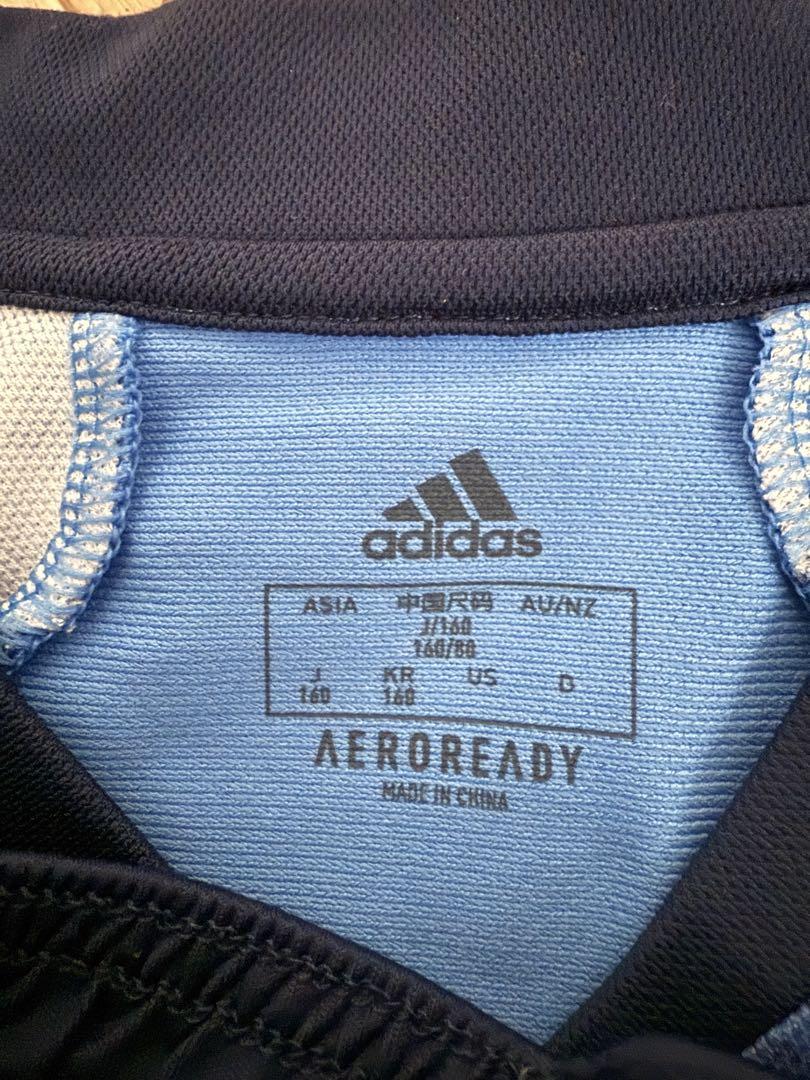 adidas
ASIA 中国尺码 AU/NZ
J/160
160/80
J KR US D
160 160
AEROREADY
MADE IN CHINA